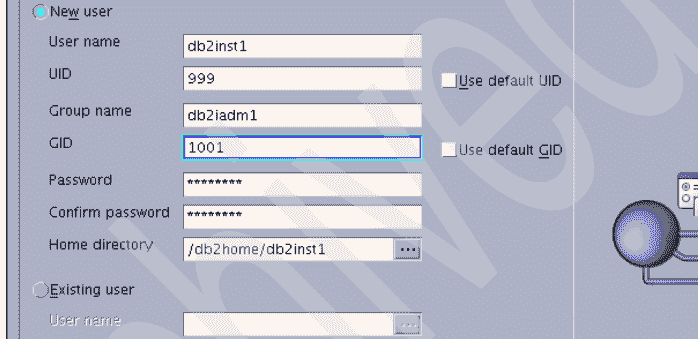 New user
User name db2inst1
UID 999 Use default UID
Group name db2iadm1
GID 1001 Use default GID
Password ********
Confirm password ********
Home directory /db2home/db2inst1 ...
Existing user
User name ...